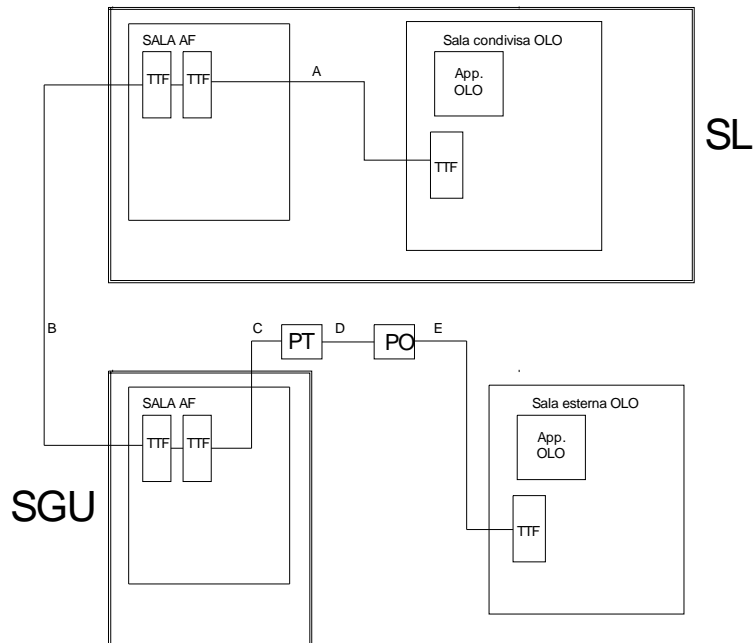 SALA AF
TTF
TTF
A
Sala condivisa OLO
App.
OLO
TTF
SL
B
C
PT
D
PO
E
SALA AF
TTF
TTF
SGU
Sala esterna OLO
App.
OLO
TTF